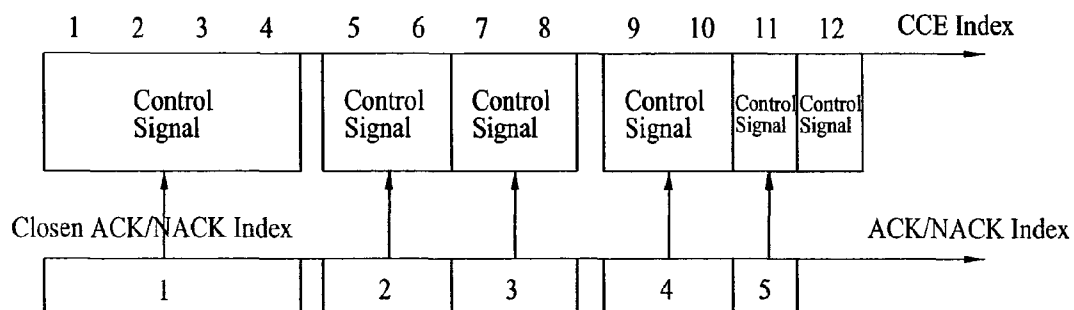 1 2 3 4 5 6 7 8 9 10 11 12 CCE Index
Control Signal
Control Signal
Control Signal
Control Signal
Control Signal
Control Signal
Closen ACK/NACK Index
ACK/NACK Index
1 2 3 4 5